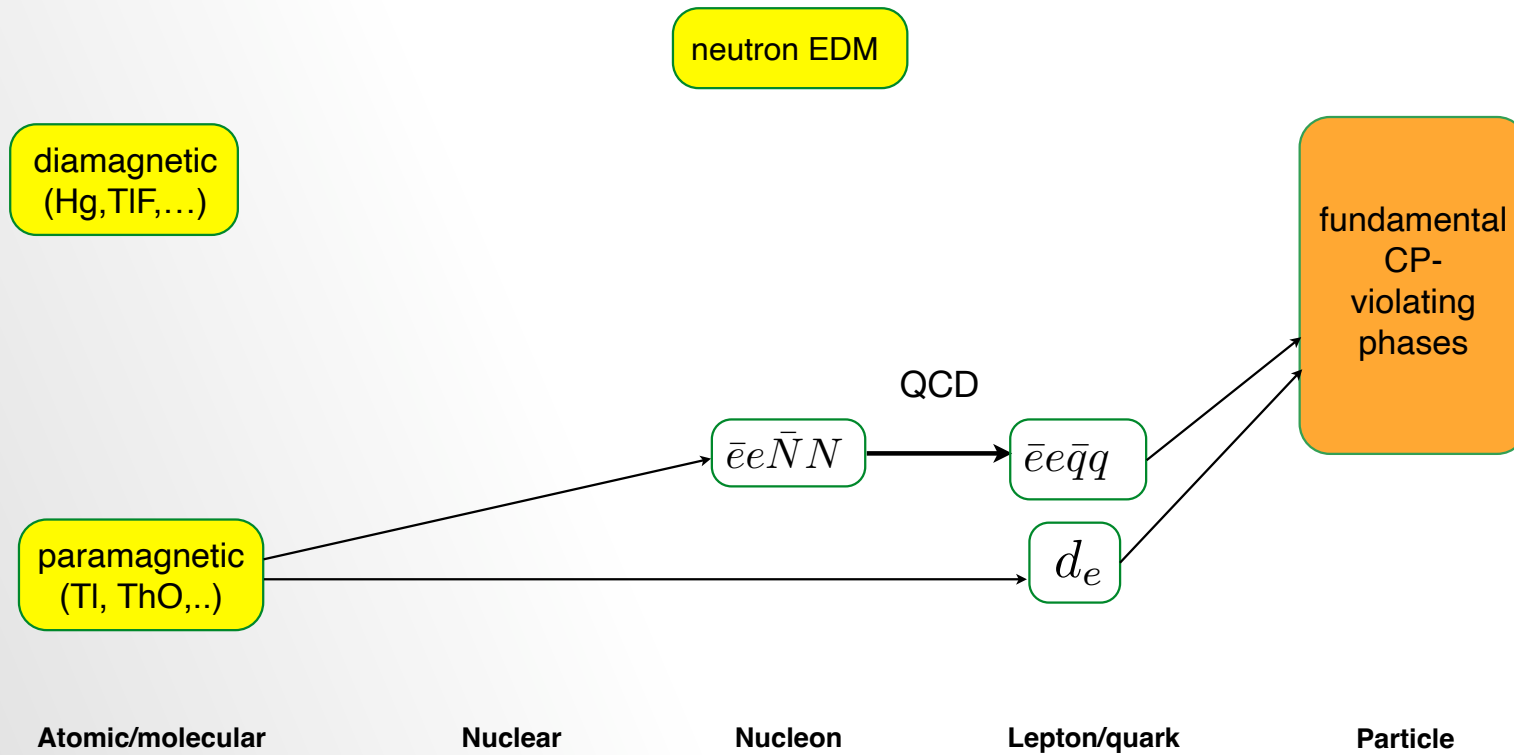 neutron EDM
diamagnetic
(Hg,TlF,…)
fundamental
CP-
violating
phases
QCD
ēeN̄N
ēeq̄q
paramagnetic
(Tl, ThO,..)
dₑ
Atomic/molecular
Nuclear
Nucleon
Lepton/quark
Particle